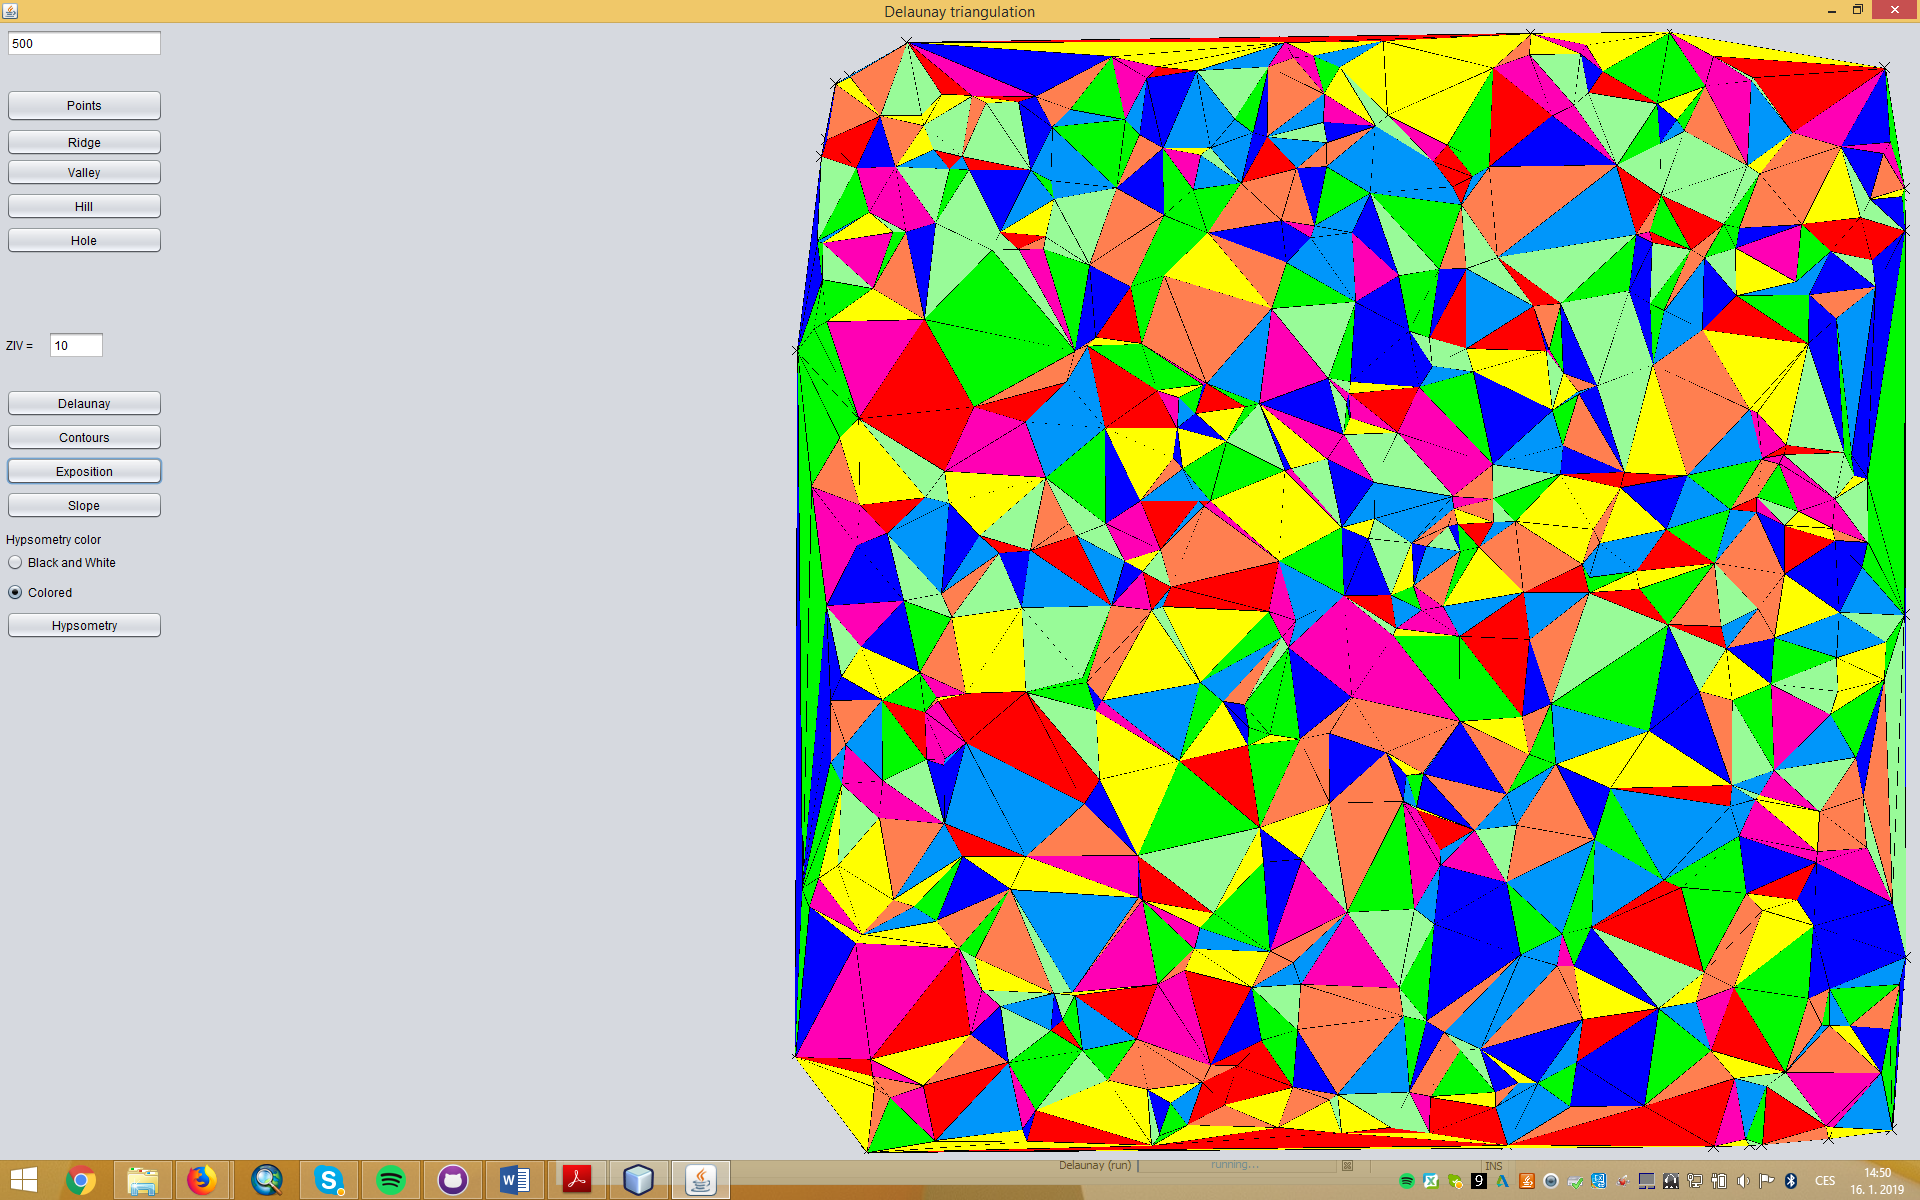 Delaunay triangulation
500
Points
Ridge
Valley
Hill
Hole
ZIV = 10
Delaunay
Contours
Exposition
Slope
Hypsometry color
Black and White
Colored
Hypsometry
Delaunay (run) running... INS
9 CES 14:50
16. 1. 2019